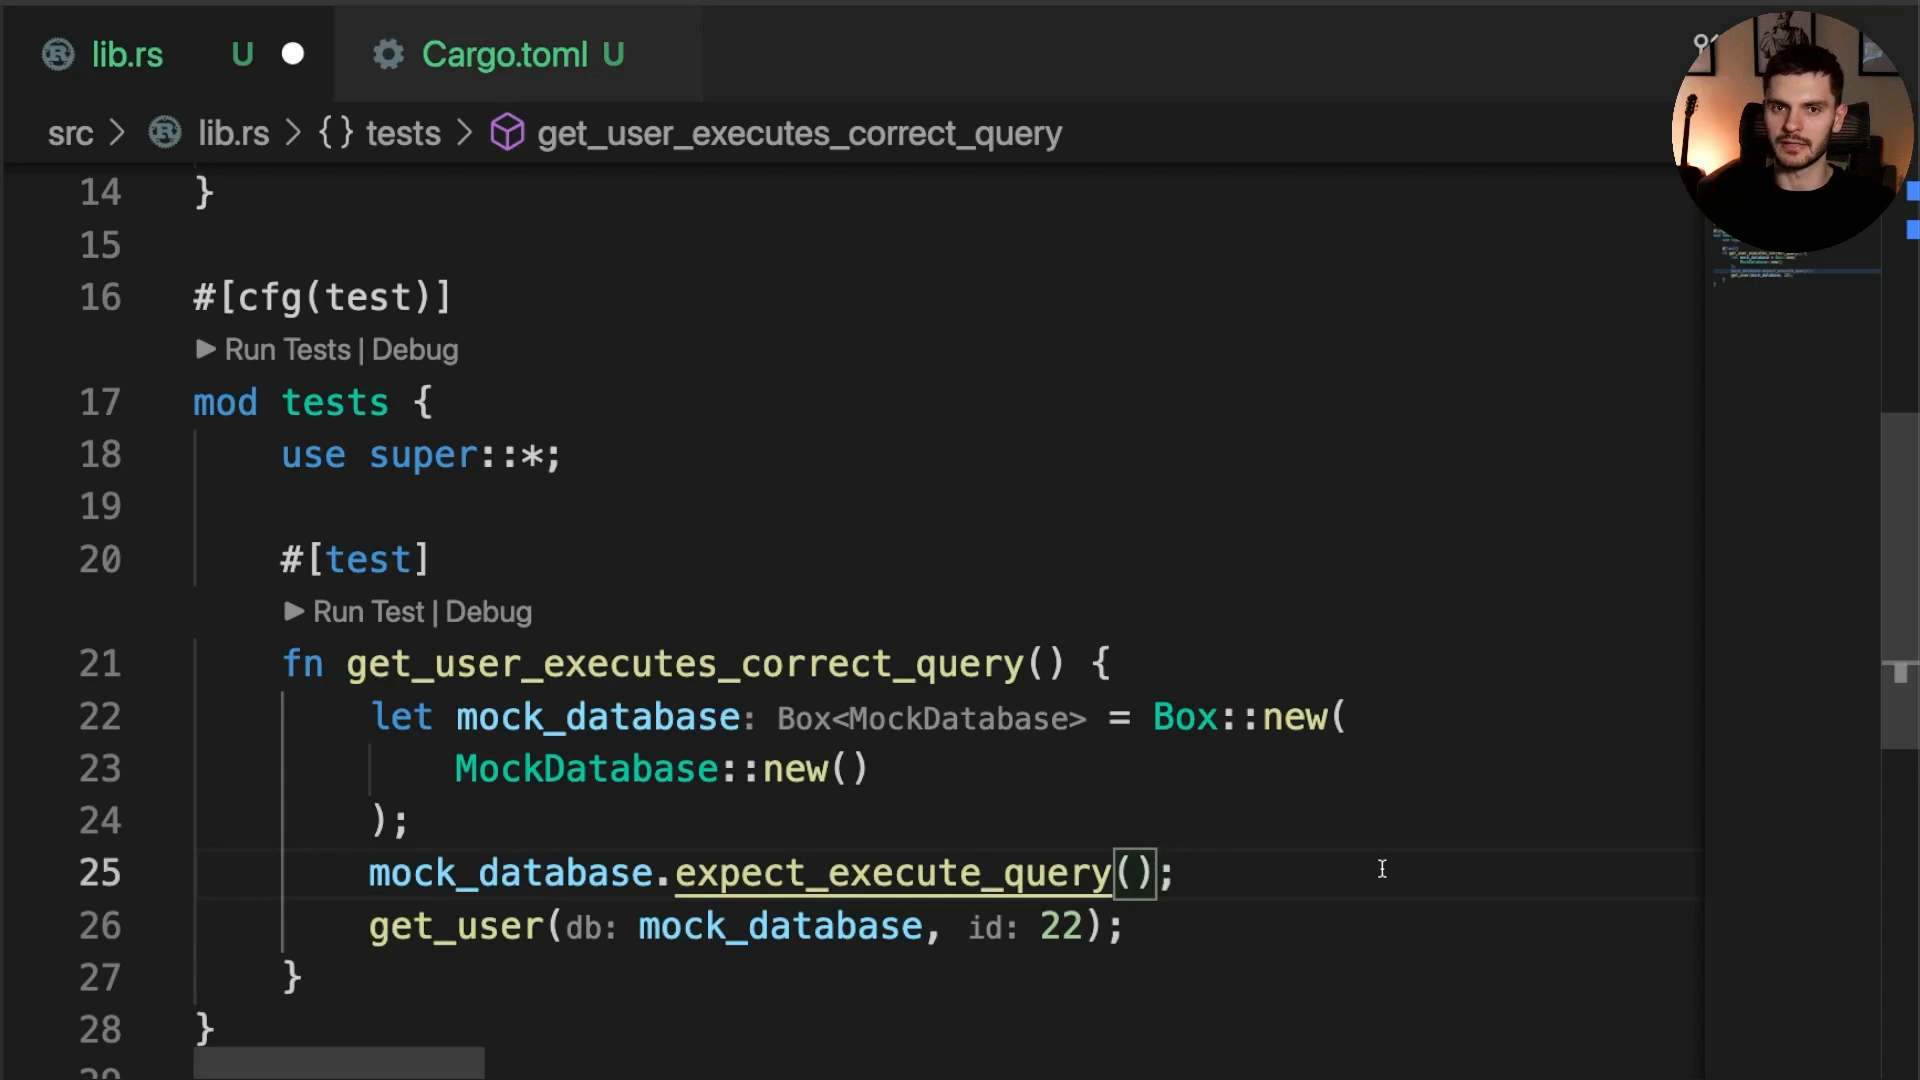 lib.rs U
Cargo.toml U
src > lib.rs > {} tests > get_user_executes_correct_query
14 }
15
16 #[cfg(test)]
▶ Run Tests | Debug
17 mod tests {
18 use super::*;
19
20 #[test]
▶ Run Test | Debug
21 fn get_user_executes_correct_query() {
22 let mock_database: Box<MockDatabase> = Box::new(
23 MockDatabase::new()
24 );
25 mock_database.expect_execute_query();
26 get_user(db: mock_database, id: 22);
27 }
28 }